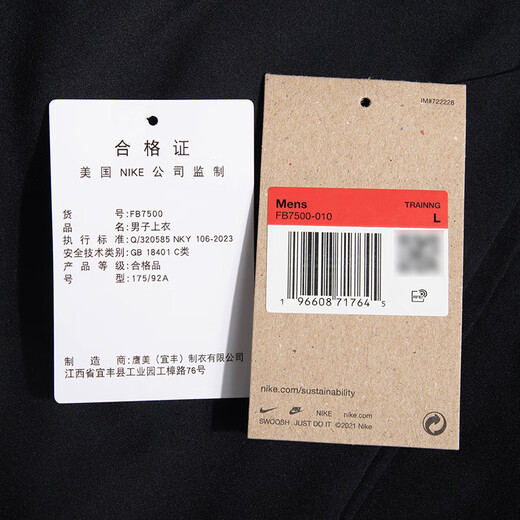 合格证
美国 NIKE 公司监制
货 号:FB7500
品 名:男子上衣
执行标准:Q/320585 NKY 106-2023
安全技术类别:GB 18401 C类
产品等级:合格品
号 型:175/92A
制造商:鹰美(宜丰)制衣有限公司
江西省宜丰县工业园工樟路76号
IM#722228
Mens
TRAINNG
FB7500-010
L
1 96608 71764 5
RFID
nike.com/sustainability
NIKE nike.com
SWOOSH JUST DO IT ©2021 Nike